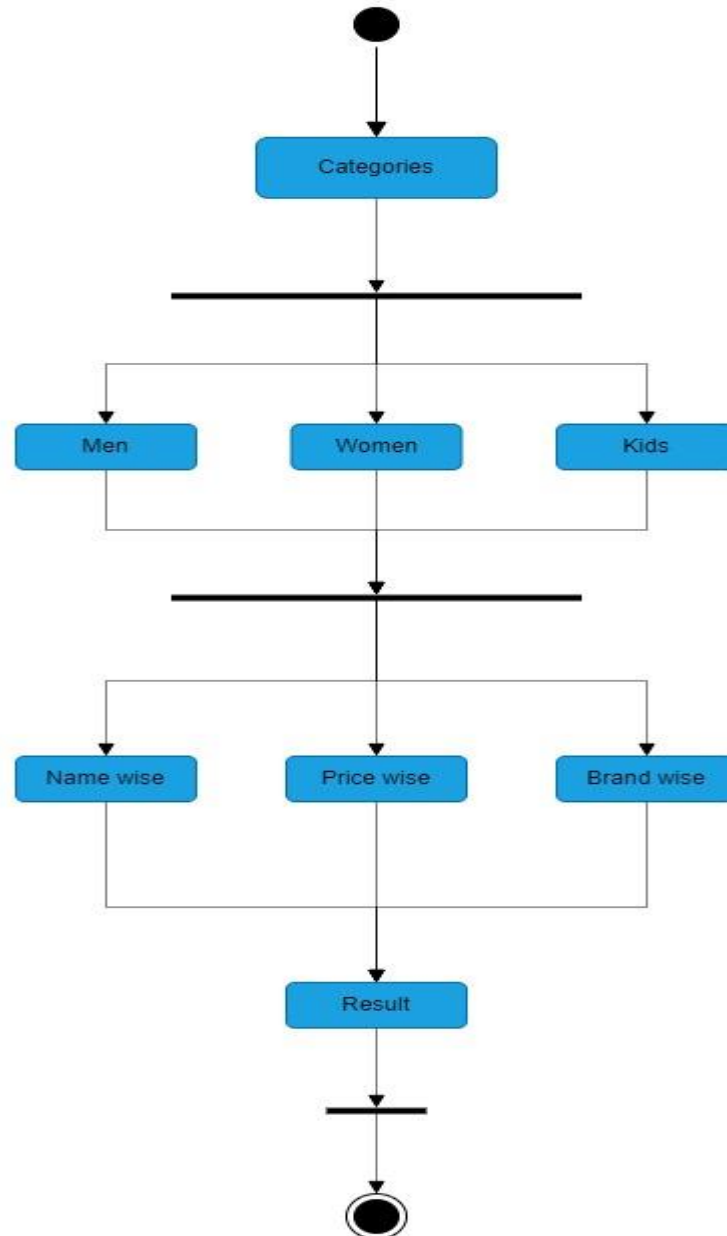 Categories
Men
Women
Kids
Name wise
Price wise
Brand wise
Result